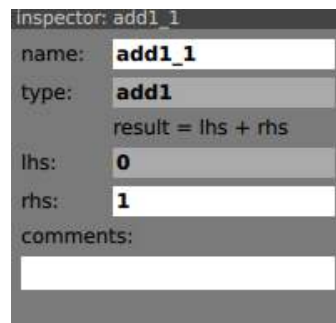 inspector: add1_1
name: add1_1
type: add1
result = lhs + rhs
lhs: 0
rhs: 1
comments: